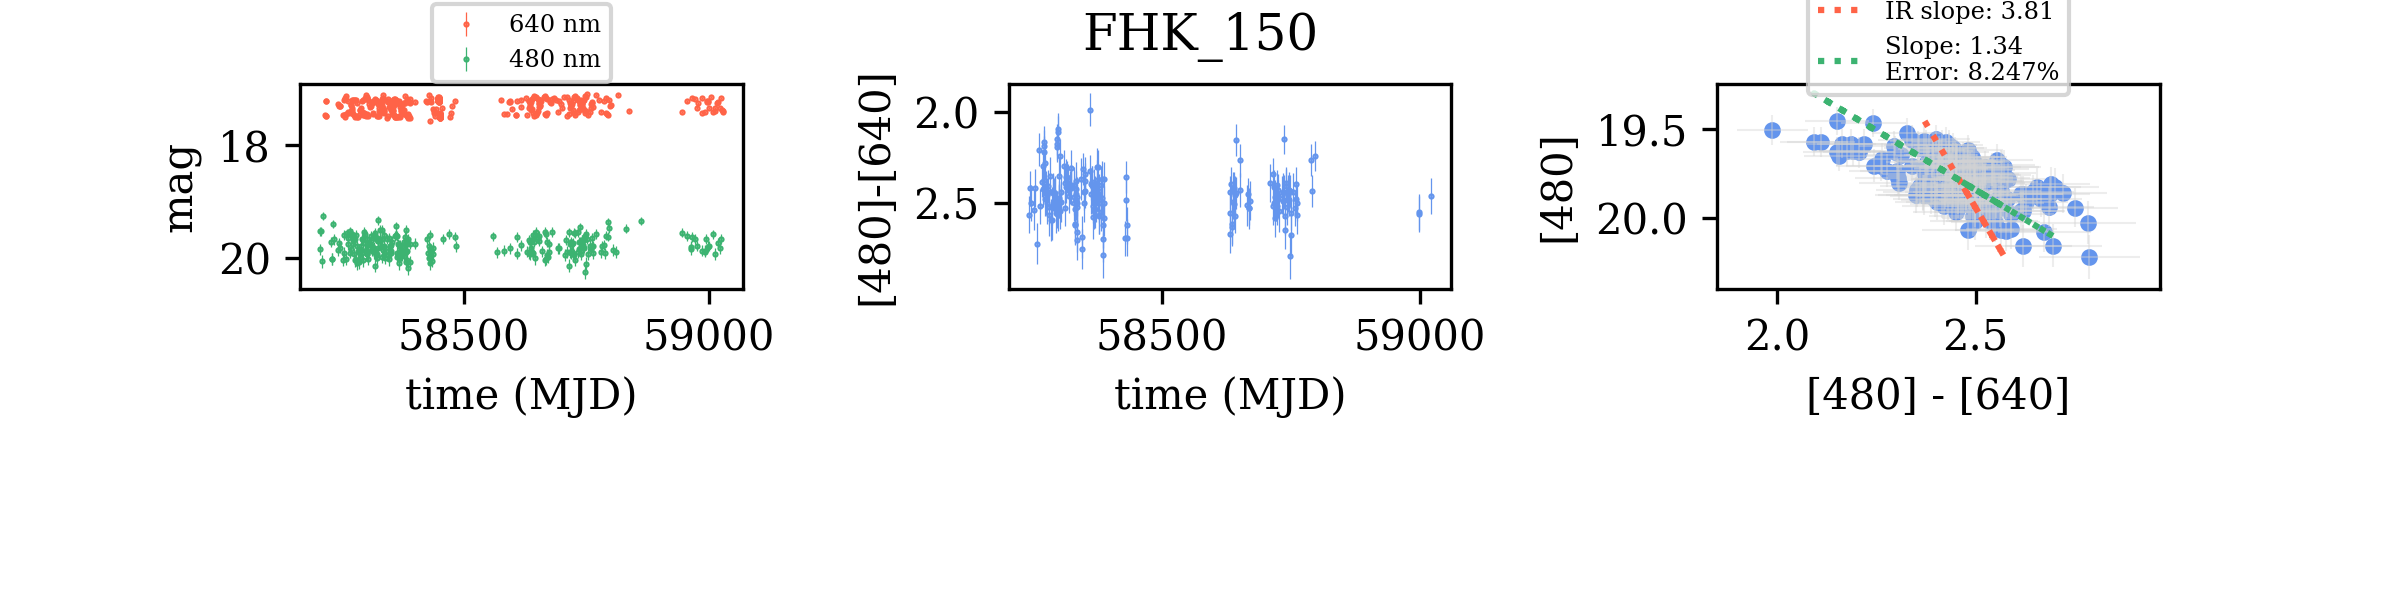 FHK_150
640 nm
480 nm
mag
18
20
58500
59000
time (MJD)
[480]-[640]
2.0
2.5
58500
59000
time (MJD)
IR slope: 3.81
Slope: 1.34
Error: 8.247%
[480]
19.5
20.0
2.0
2.5
[480] - [640]